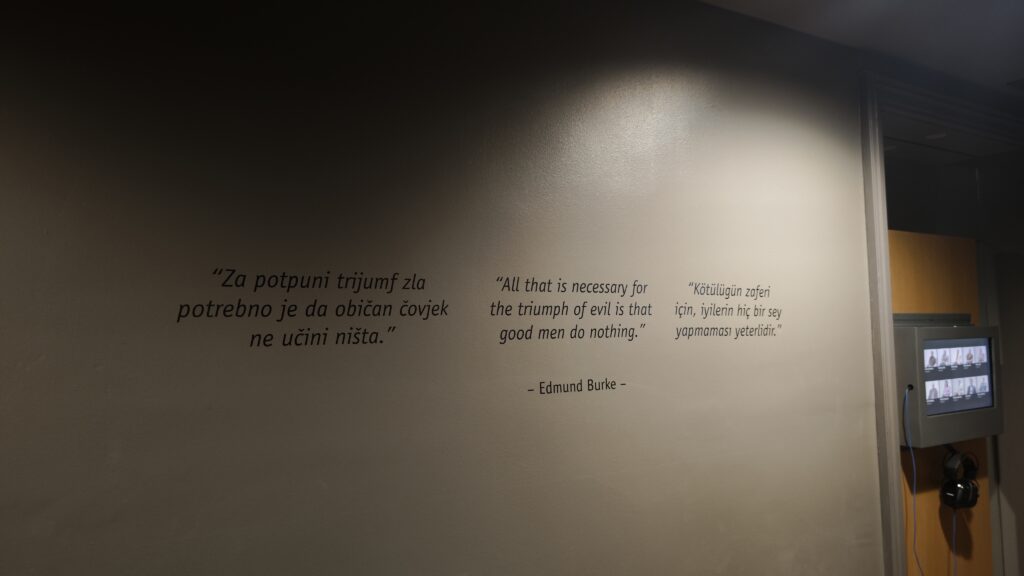 “Za potpuni trijumf zla
potrebno je da običan čovjek
ne učini ništa.”
“All that is necessary for
the triumph of evil is that
good men do nothing.”
“Kötülügün zaferi
için, iyilerin hiç bir sey
yapmaması yeterlidir.”
– Edmund Burke –